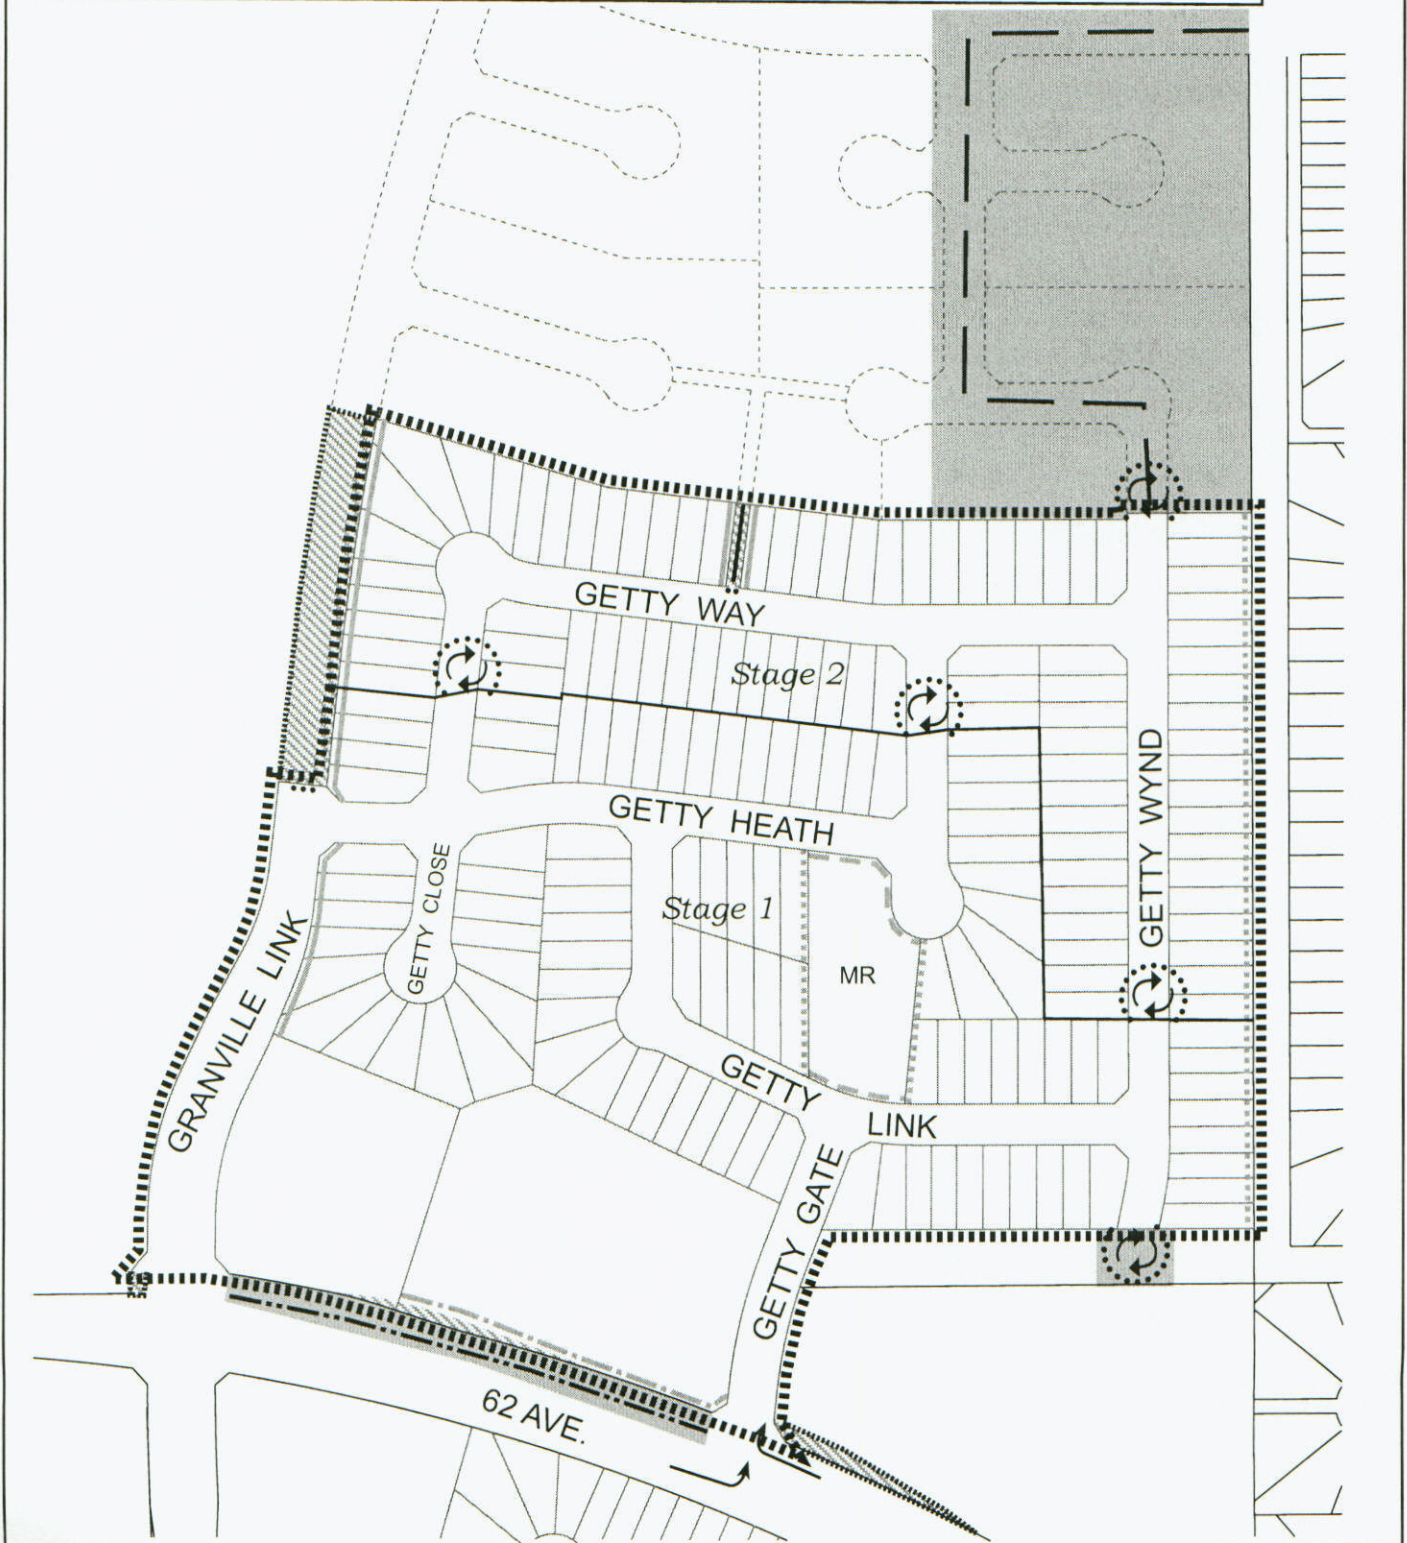 GETTY WAY
Stage 2
GETTY WYND
GETTY HEATH
GETTY CLOSE
Stage 1
GRANVILLE LINK
MR
GETTY LINK
GETTY GATE
62 AVE.